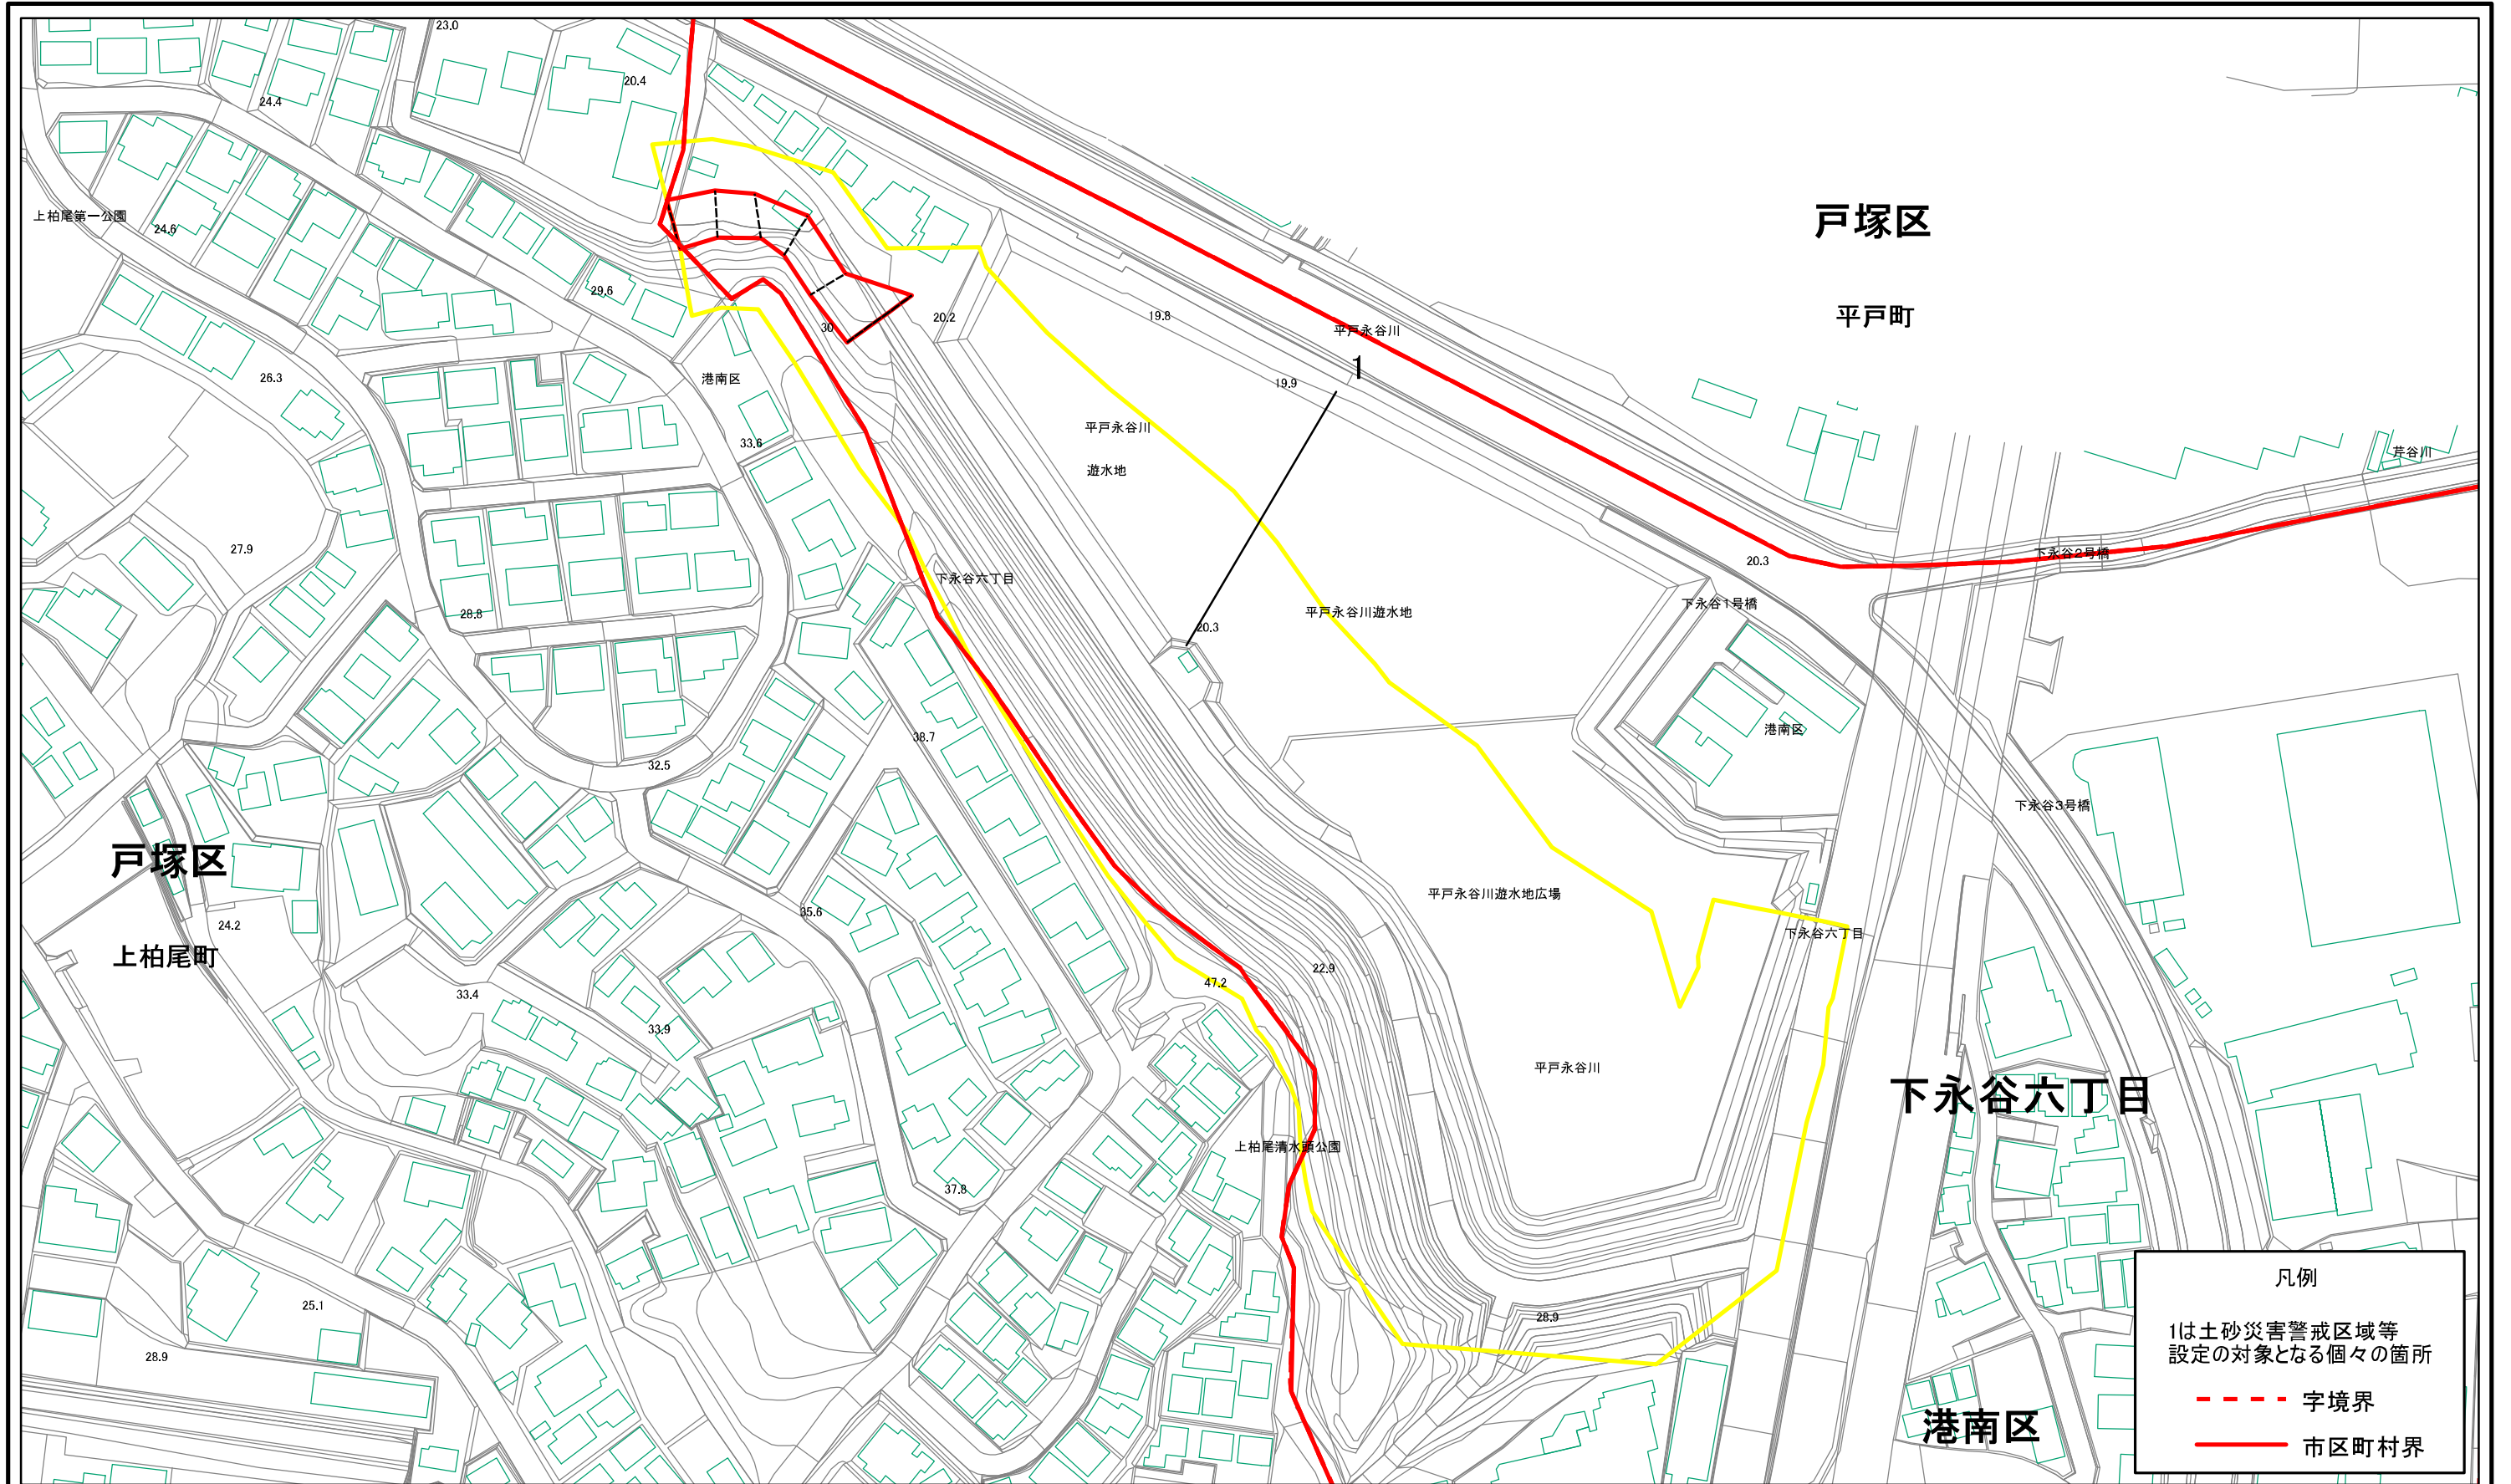 23.0
20.4
24.4
上柏尾第一公園
24.6
戸塚区
29.6
平戸町
20.2
19.8
平戸永谷川
30
1
26.3
港南区
19.9
33.6
平戸永谷川
遊水地
芹谷川
27.9
下永谷2号橋
20.3
下永谷六丁目
28.8
下永谷1号橋
平戸永谷川遊水地
20.3
港南区
38.7
32.5
下永谷3号橋
戸塚区
平戸永谷川遊水地広場
35.6
24.2
下永谷六丁目
上柏尾町
22.9
47.2
33.4
33.9
平戸永谷川
下永谷六丁目
上柏尾清水頭公園
37.8
25.1
28.9
28.9
港南区
凡例
1は土砂災害警戒区域等
設定の対象となる個々の箇所
字境界
市区町村界